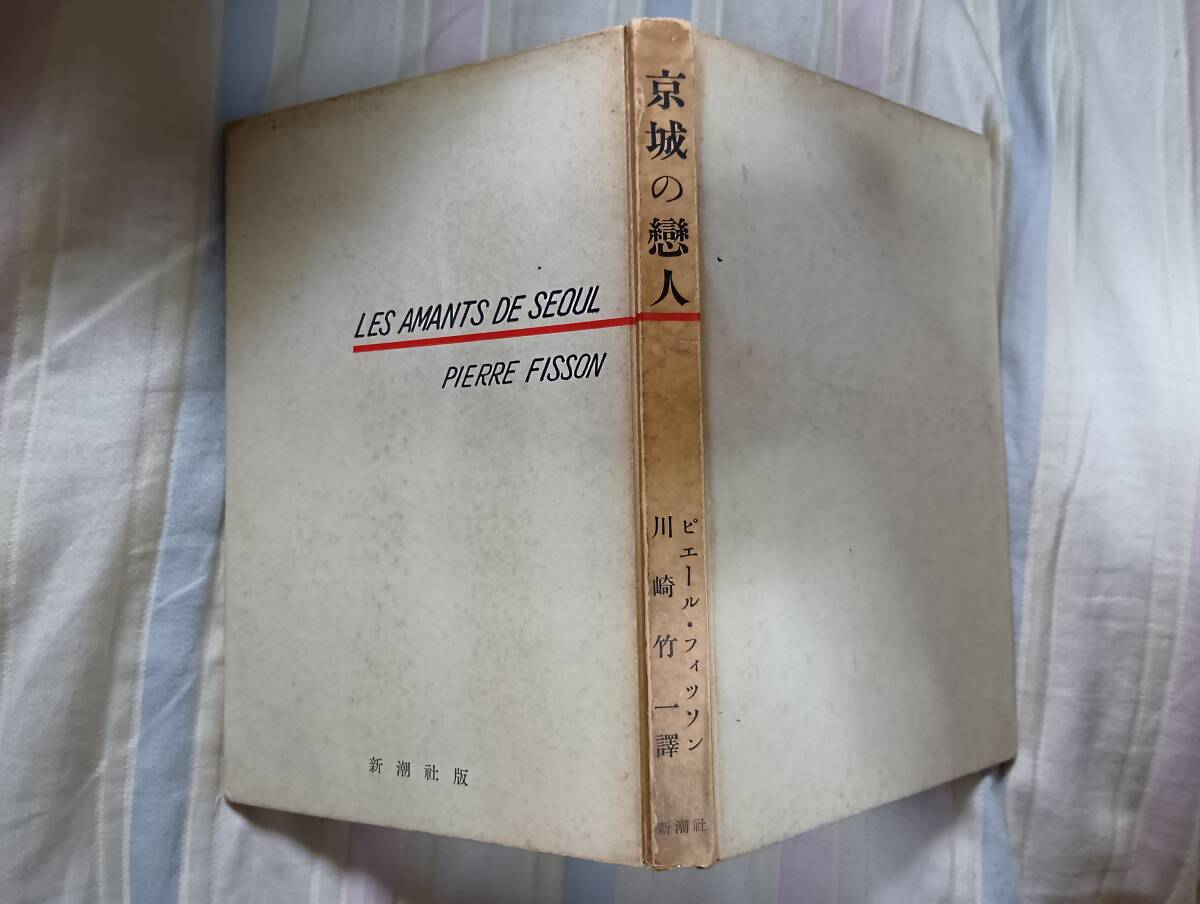 LES AMANTS DE SEOUL
PIERRE FISSON
新潮社版
京城の戀人
ピエール・フィッソン
川崎竹一譯
新潮社